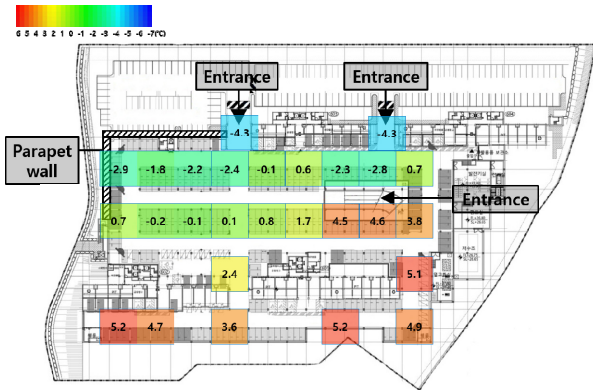 6 5 4 3 2 1 0 -1 -2 -3 -4 -5 -6 -7(℃)
Entrance Entrance
-4.3 -4.3
Parapet
wall
-2.9 -1.8 -2.2 -2.4 -0.1 0.6 -2.3 -2.8 0.7
Entrance
0.7 -0.2 -0.1 0.1 0.8 1.7 4.5 4.6 3.8
2.4 5.1
5.2 4.7 3.6 5.2 4.9